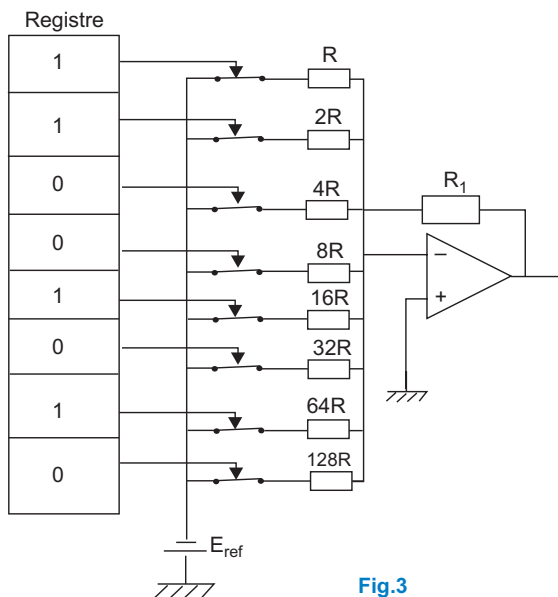 Registre
1
R
1
2R
0
4R
R1
0
8R
−
1
16R
+
0
32R
1
64R
0
128R
Eref
Fig.3